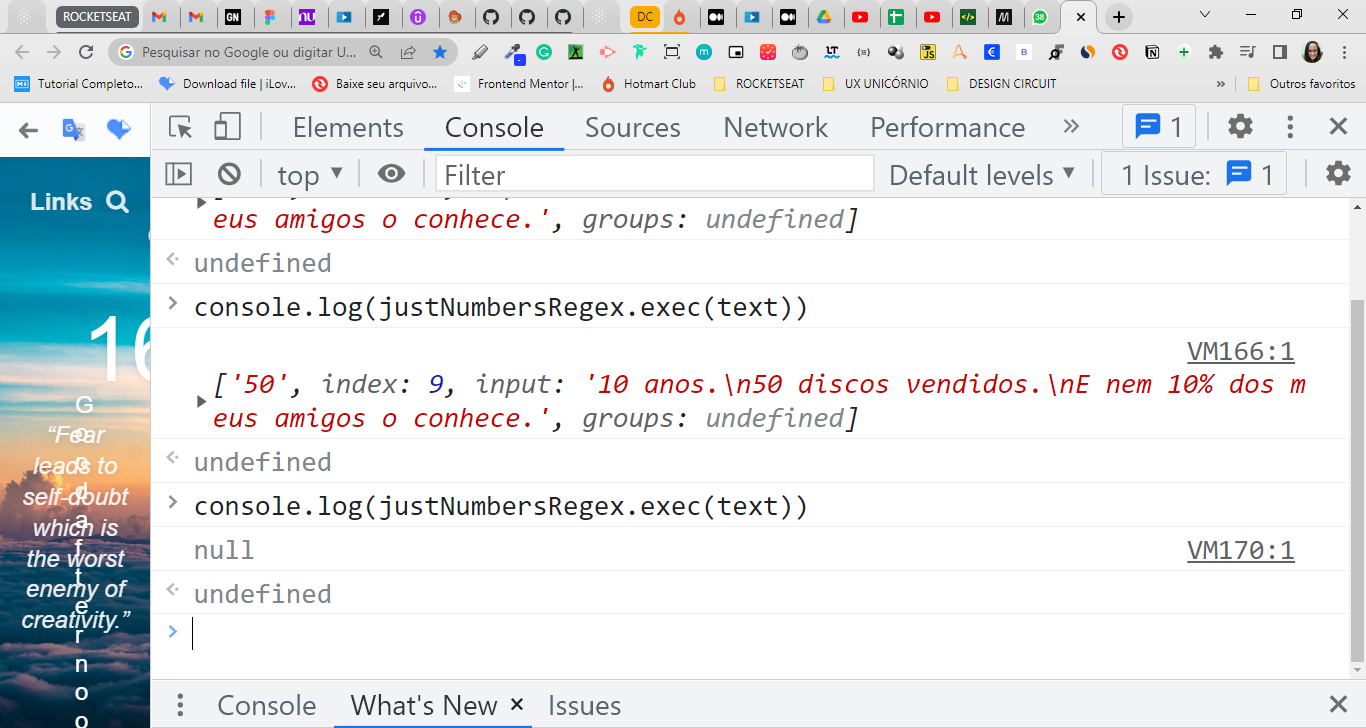 ROCKETSEAT
GN
nu
DC
38
Pesquisar no Google ou digitar U...
Tutorial Completo...
Download file | iLov...
Baixe seu arquivo...
Frontend Mentor |...
Hotmart Club
ROCKETSEAT
UX UNICÓRNIO
DESIGN CIRCUIT
»
Outros favoritos
Links
16
Goodafternoo
“Fear
leads to
self-doubt
which is
the worst
enemy of
creativity.”
Elements Console Sources Network Performance » 1
top Filter Default levels 1 Issue: 1
eus amigos o conhece.', groups: undefined]
undefined
console.log(justNumbersRegex.exec(text))
VM166:1
['50', index: 9, input: '10 anos.\n50 discos vendidos.\nE nem 10% dos m
eus amigos o conhece.', groups: undefined]
undefined
console.log(justNumbersRegex.exec(text))
null VM170:1
undefined
Console What's New × Issues